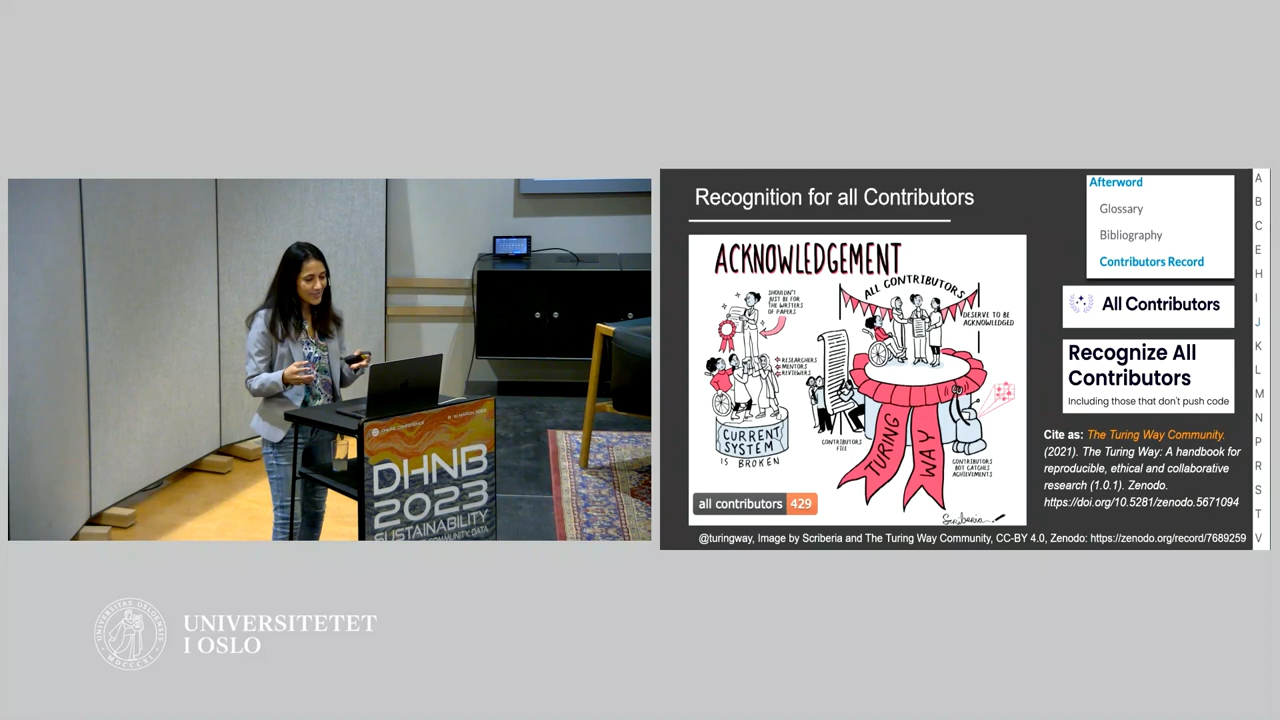 Recognition for all Contributors
ACKNOWLEDGEMENT
SHOULDN'T
JUST BE FOR
THE WRITERS
OF PAPERS
RESEARCHERS
MENTORS
REVIEWERS
CURRENT
SYSTEM
IS BROKEN
ALL CONTRIBUTORS
DESERVE TO BE
ACKNOWLEDGED
CONTRIBUTORS
FILE
TURING
WAY
CONTRIBUTORS
BOT CATCHES
ACHIEVEMENTS
Scriberia
all contributors 429
Afterword
Glossary
Bibliography
Contributors Record
All Contributors
Recognize All
Contributors
Including those that don't push code
Cite as: The Turing Way Community.
(2021). The Turing Way: A handbook for
reproducible, ethical and collaborative
research (1.0.1). Zenodo.
https://doi.org/10.5281/zenodo.5671094
@turingway, Image by Scriberia and The Turing Way Community, CC-BY 4.0, Zenodo: https://zenodo.org/record/7689259
A
B
C
E
H
I
J
K
L
M
N
P
R
S
T
V
DHNB
2023
SUSTAINABILITY
UNIVERSITETET
I OSLO
UNIVERSITAS OSLOENSIS
MDCCCXI